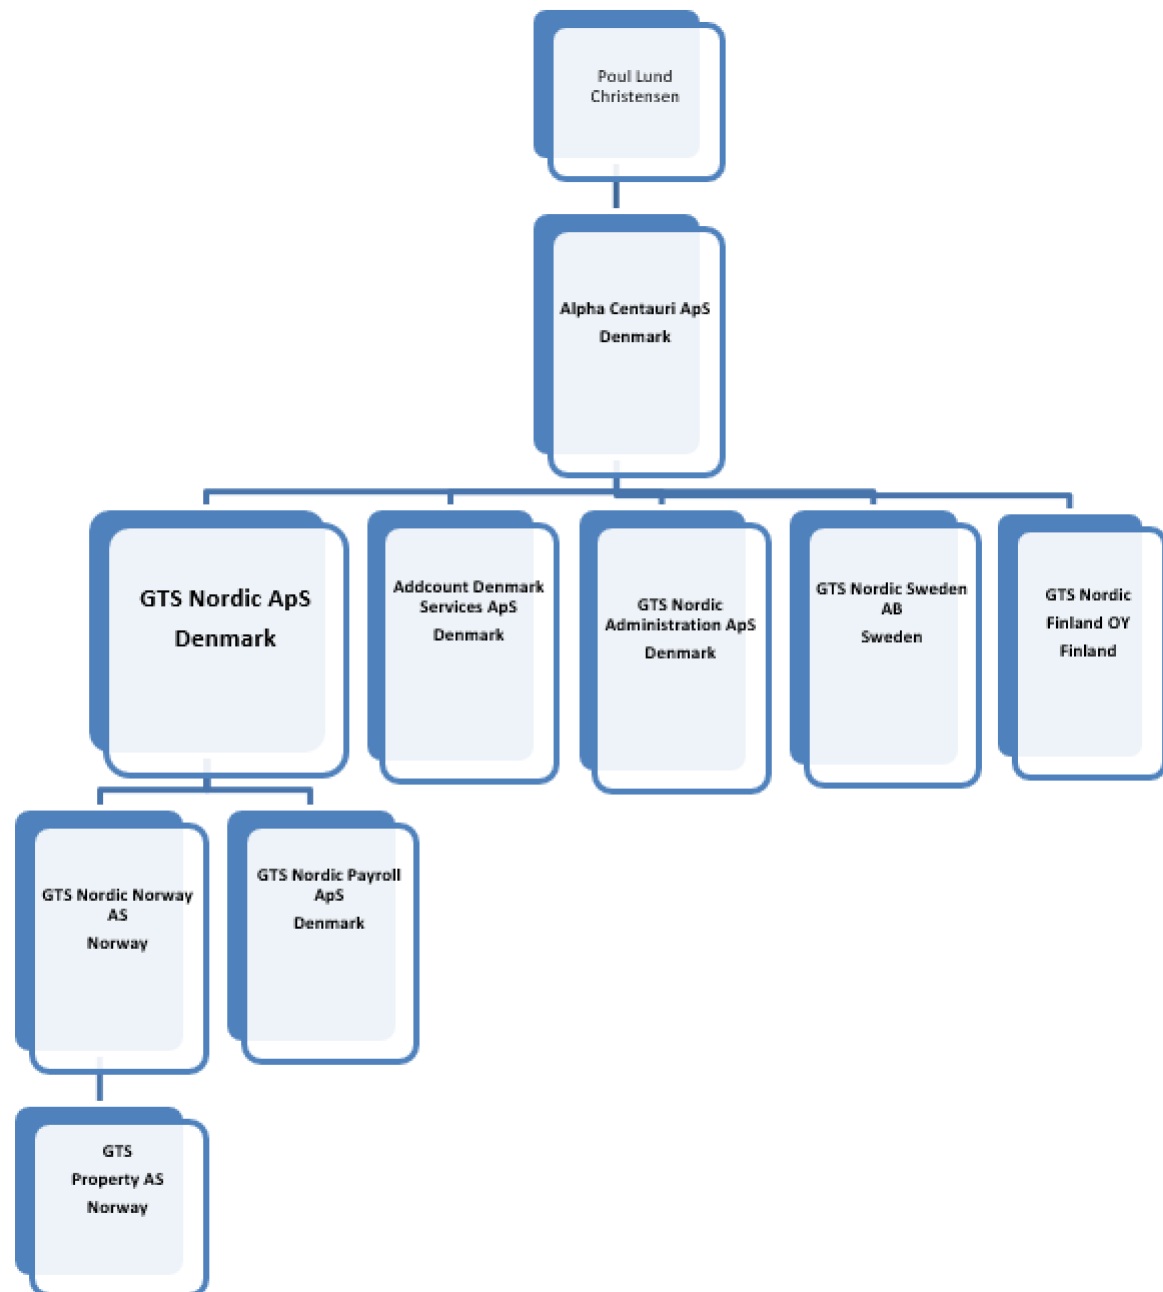 Poul Lund
Christensen
Alpha Centauri ApS
Denmark
GTS Nordic ApS
Denmark
Addcount Denmark
Services ApS
Denmark
GTS Nordic
Administration ApS
Denmark
GTS Nordic Sweden
AB
Sweden
GTS Nordic
Finland OY
Finland
GTS Nordic Norway
AS
Norway
GTS Nordic Payroll
ApS
Denmark
GTS
Property AS
Norway